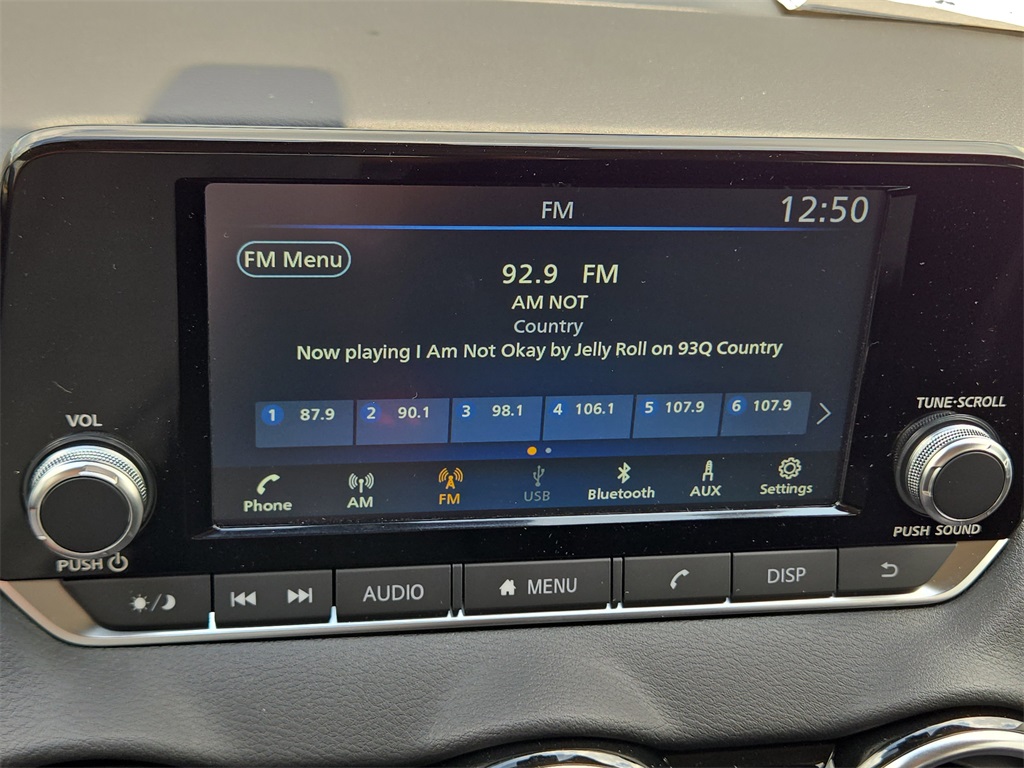 FM 12:50
FM Menu
92.9 FM
AM NOT
Country
Now playing I Am Not Okay by Jelly Roll on 93Q Country
1 87.9 2 90.1 3 98.1 4 106.1 5 107.9 6 107.9
Phone AM FM USB Bluetooth AUX Settings
VOL
PUSH
TUNE·SCROLL
PUSH SOUND
AUDIO MENU DISP